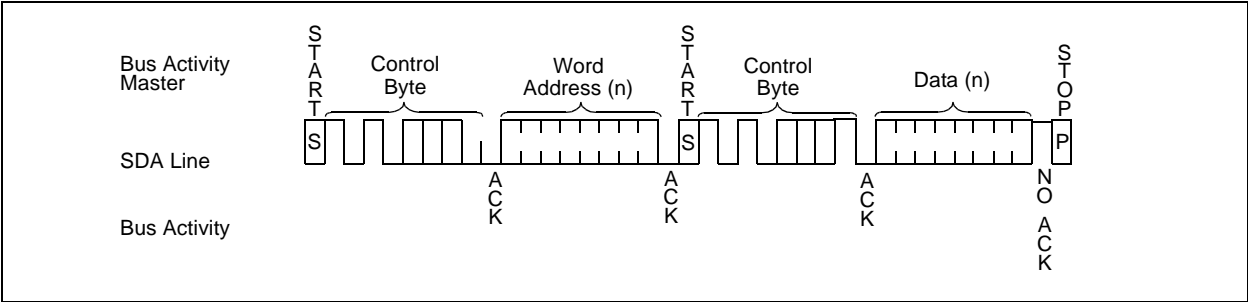 Bus Activity
Master
START
Control
Byte
Word
Address (n)
START
Control
Byte
Data (n)
STOP
SDA Line
S
S
P
ACK
ACK
ACK
NO ACK
Bus Activity